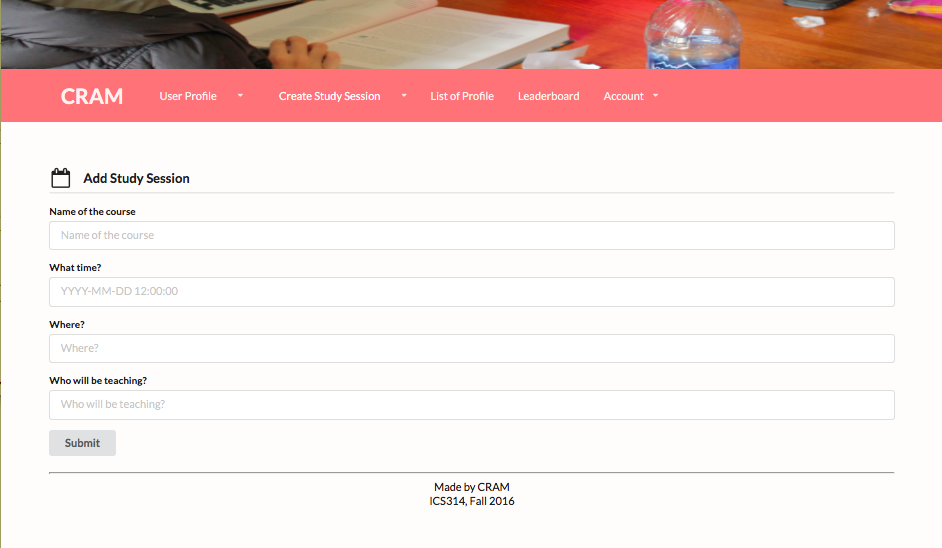 CRAM User Profile Create Study Session List of Profile Leaderboard Account
Add Study Session
Name of the course
Name of the course
What time?
YYYY-MM-DD 12:00:00
Where?
Where?
Who will be teaching?
Who will be teaching?
Submit
Made by CRAM
ICS314, Fall 2016